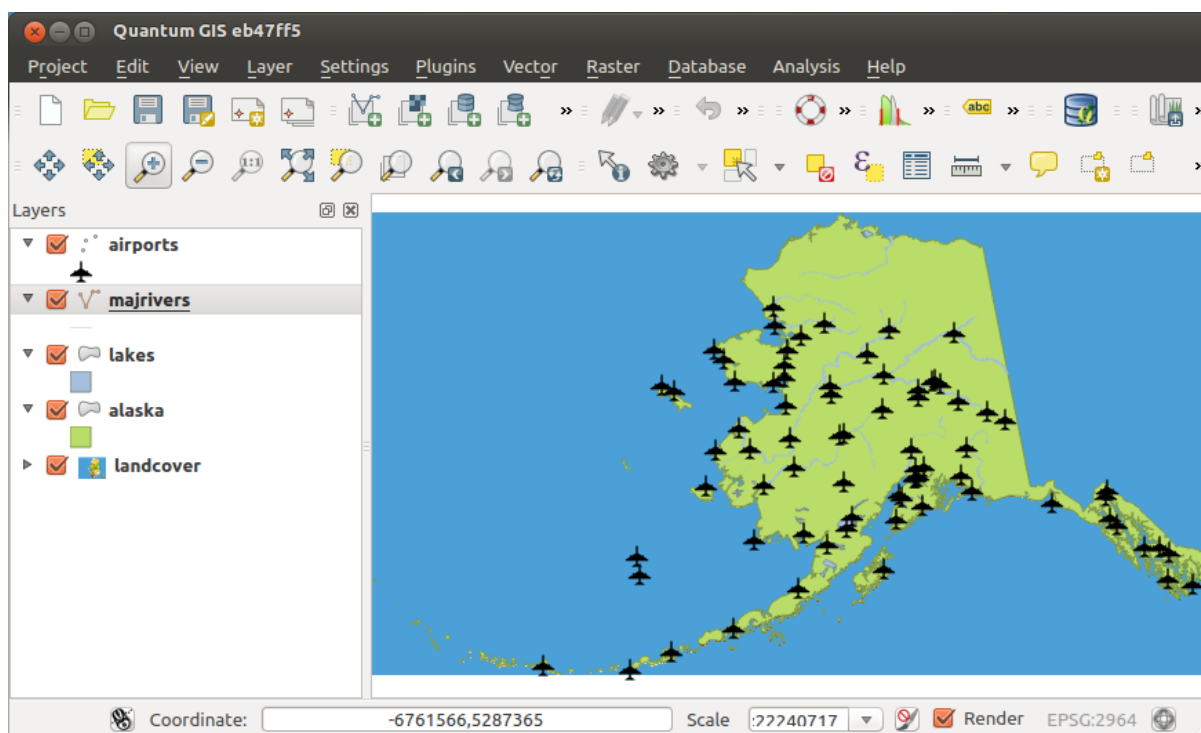 Quantum GIS eb47ff5
Project Edit View Layer Settings Plugins Vector Raster Database Analysis Help
» » » » » abc » »
1:1 ε »
Layers
airports
majrivers
lakes
alaska
landcover
Coordinate: -6761566,5287365 Scale :22240717 Render EPSG:2964